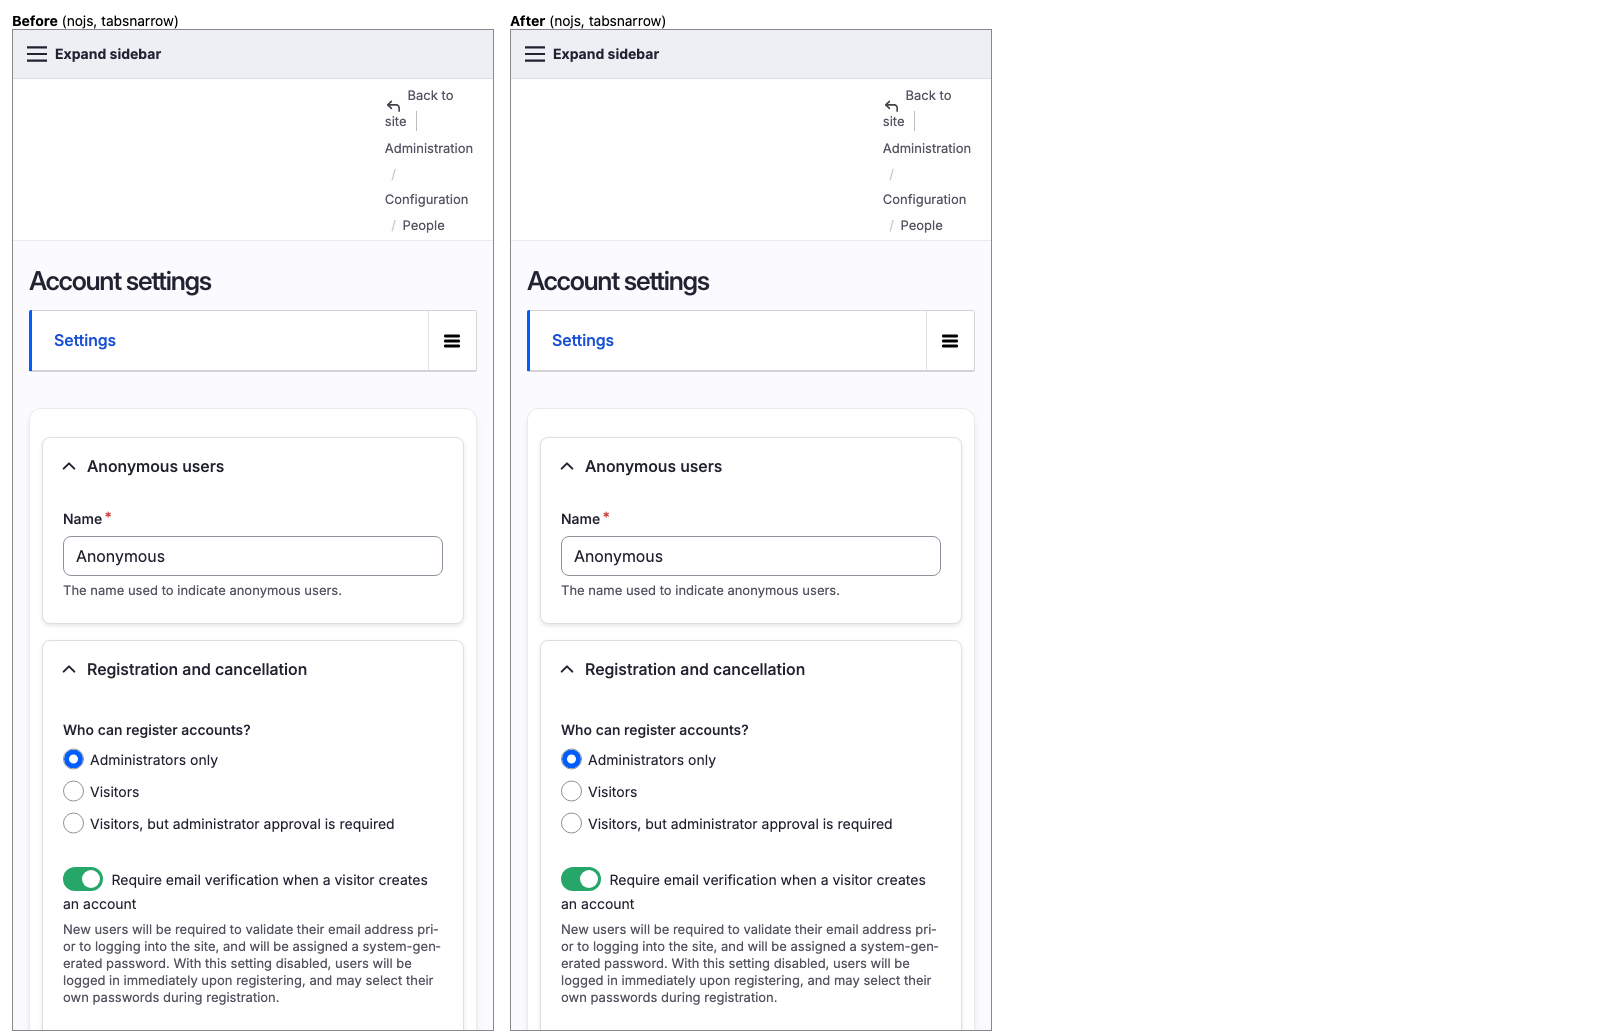 Before (nojs, tabsnarrow)
Expand sidebar
Back to
site
Administration
/
Configuration
/ People
Account settings
Settings
Anonymous users
Name*
Anonymous
The name used to indicate anonymous users.
Registration and cancellation
Who can register accounts?
Administrators only
Visitors
Visitors, but administrator approval is required
Require email verification when a visitor creates
an account
New users will be required to validate their email address pri-
or to logging into the site, and will be assigned a system-gen-
erated password. With this setting disabled, users will be
logged in immediately upon registering, and may select their
own passwords during registration.
After (nojs, tabsnarrow)
Expand sidebar
Back to
site
Administration
/
Configuration
/ People
Account settings
Settings
Anonymous users
Name*
Anonymous
The name used to indicate anonymous users.
Registration and cancellation
Who can register accounts?
Administrators only
Visitors
Visitors, but administrator approval is required
Require email verification when a visitor creates
an account
New users will be required to validate their email address pri-
or to logging into the site, and will be assigned a system-gen-
erated password. With this setting disabled, users will be
logged in immediately upon registering, and may select their
own passwords during registration.